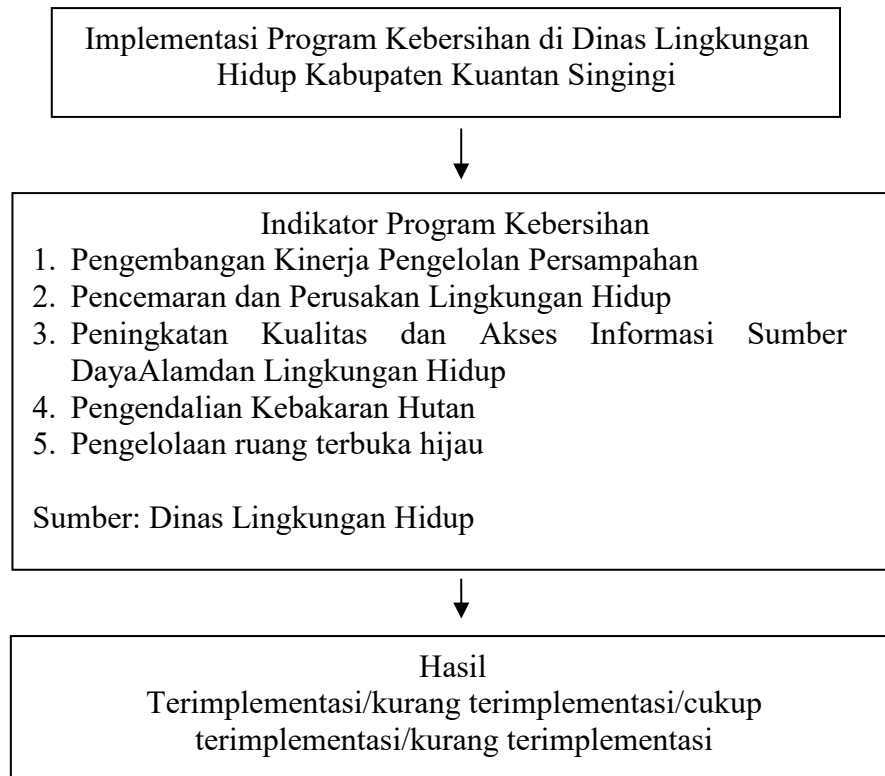 Implementasi Program Kebersihan di Dinas Lingkungan
Hidup Kabupaten Kuantan Singingi
Indikator Program Kebersihan
1. Pengembangan Kinerja Pengelolan Persampahan
2. Pencemaran dan Perusakan Lingkungan Hidup
3. Peningkatan Kualitas dan Akses Informasi Sumber
DayaAlamdan Lingkungan Hidup
4. Pengendalian Kebakaran Hutan
5. Pengelolaan ruang terbuka hijau
Sumber: Dinas Lingkungan Hidup
Hasil
Terimplementasi/kurang terimplementasi/cukup
terimplementasi/kurang terimplementasi